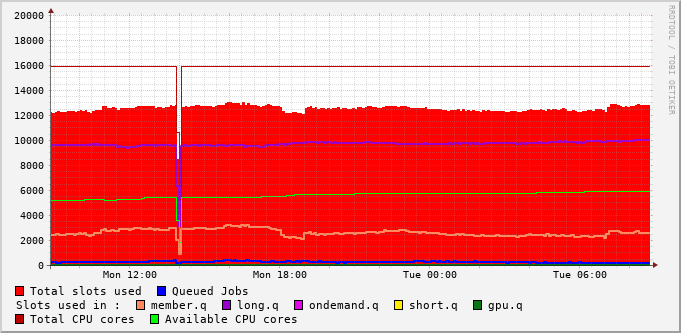 20000
18000
16000
14000
12000
10000
8000
6000
4000
2000
0
Mon 12:00 Mon 18:00 Tue 00:00 Tue 06:00
Total slots used Queued Jobs
Slots used in : member.q long.q ondemand.q short.q gpu.q
Total CPU cores Available CPU cores
RRDTOOL / TOBI OETIKER